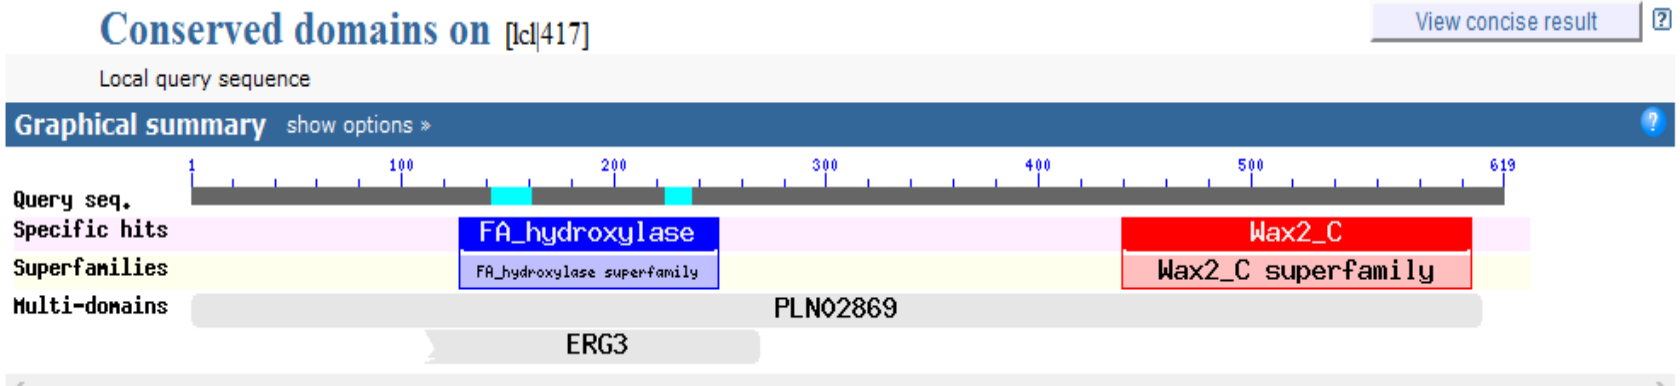 Conserved domains on [lcl|417]
View concise result
?
Local query sequence
Graphical summary show options »
?
1 100 200 300 400 500 619
Query seq.
Specific hits FA_hydroxylase Wax2_C
Superfamilies FA_hydroxylase superfamily Wax2_C superfamily
Multi-domains PLN02869
ERG3